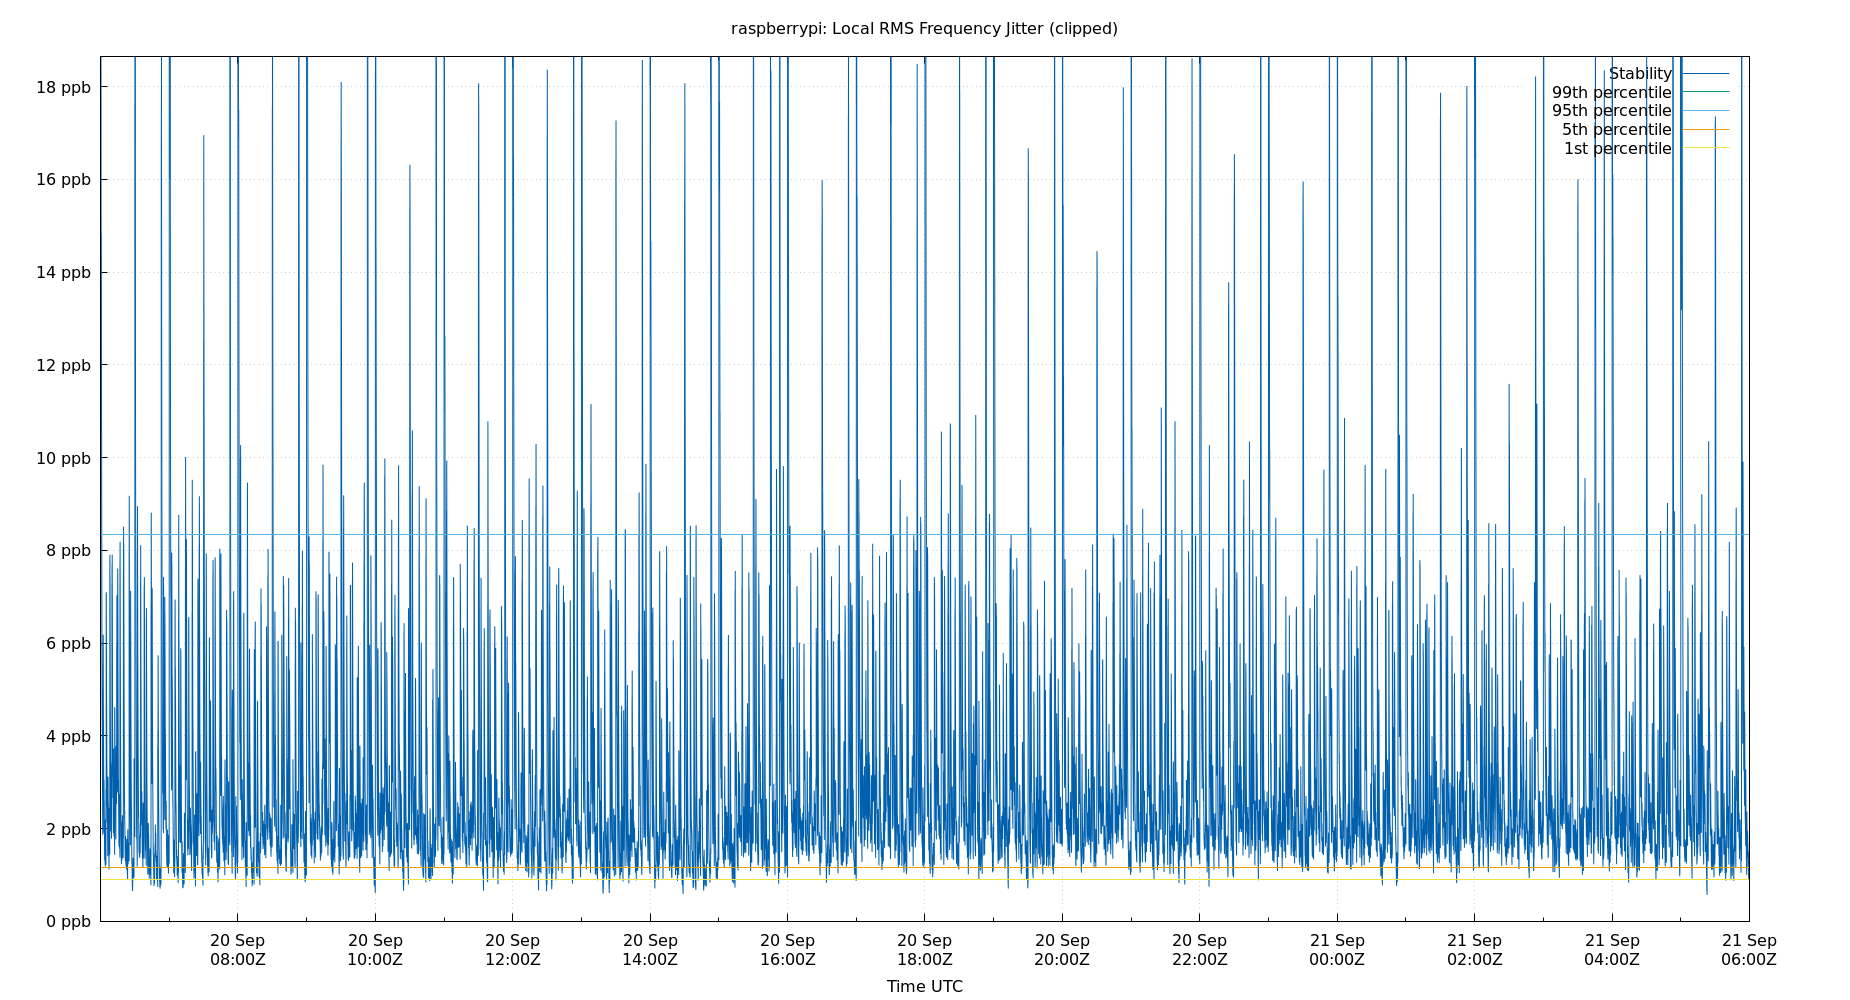 raspberrypi: Local RMS Frequency Jitter (clipped)
Stability
99th percentile
95th percentile
5th percentile
1st percentile
18 ppb
16 ppb
14 ppb
12 ppb
10 ppb
8 ppb
6 ppb
4 ppb
2 ppb
0 ppb
20 Sep 20 Sep 20 Sep 20 Sep 20 Sep 20 Sep 20 Sep 20 Sep 21 Sep 21 Sep 21 Sep 21 Sep
08:00Z 10:00Z 12:00Z 14:00Z 16:00Z 18:00Z 20:00Z 22:00Z 00:00Z 02:00Z 04:00Z 06:00Z
Time UTC